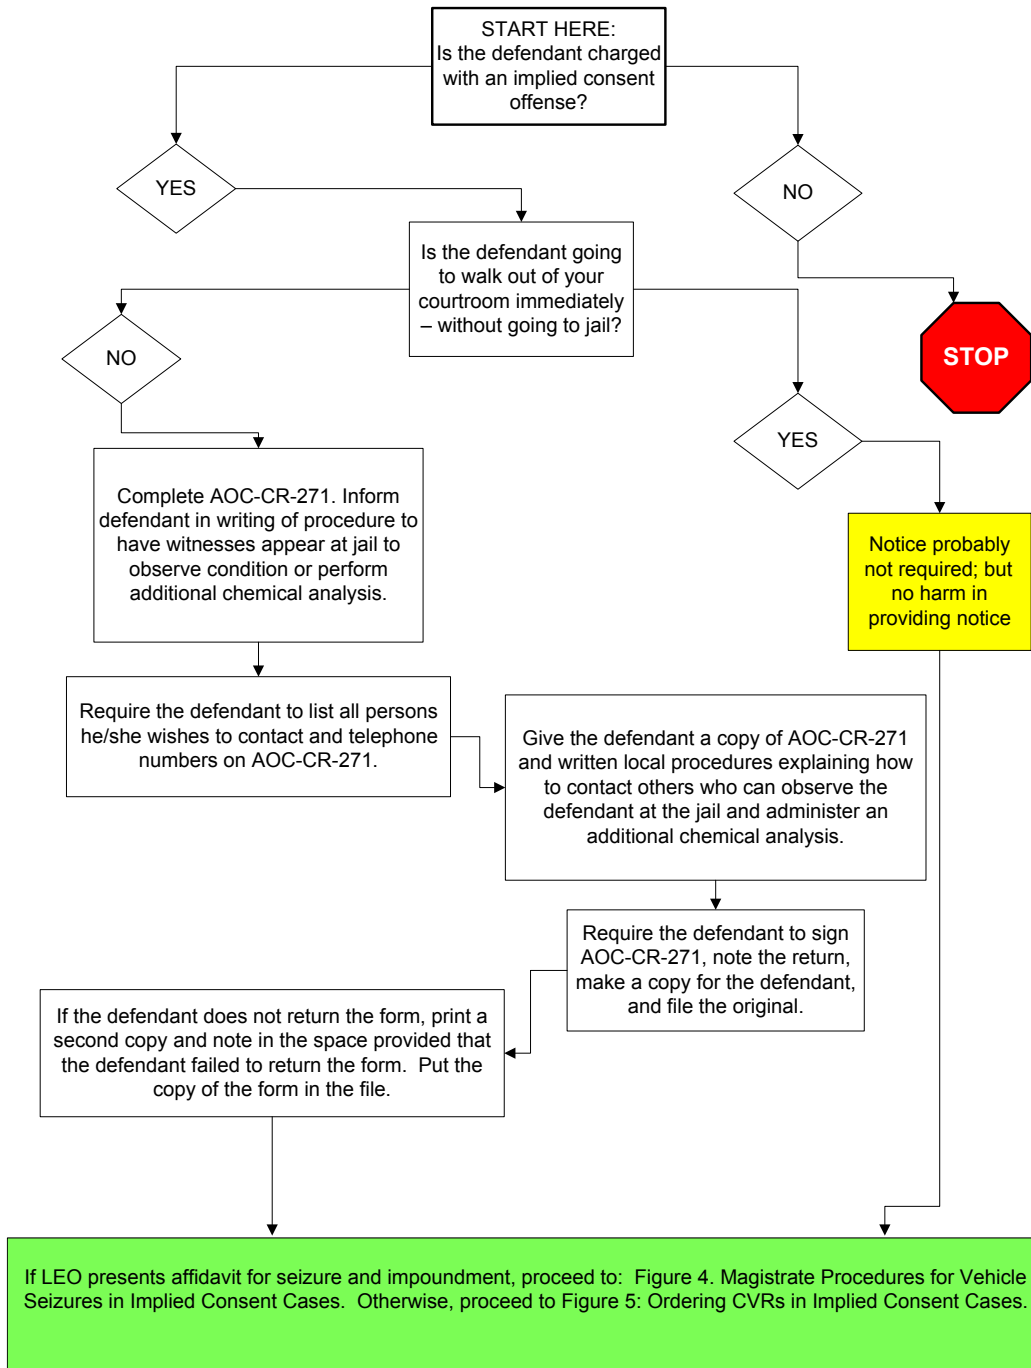 START HERE:
Is the defendant charged
with an implied consent
offense?
YES
NO
Is the defendant going
to walk out of your
courtroom immediately
– without going to jail?
NO
STOP
YES
Complete AOC-CR-271. Inform
defendant in writing of procedure to
have witnesses appear at jail to
observe condition or perform
additional chemical analysis.
Notice probably
not required; but
no harm in
providing notice
Require the defendant to list all persons
he/she wishes to contact and telephone
numbers on AOC-CR-271.
Give the defendant a copy of AOC-CR-271
and written local procedures explaining how
to contact others who can observe the
defendant at the jail and administer an
additional chemical analysis.
Require the defendant to sign
AOC-CR-271, note the return,
make a copy for the defendant,
and file the original.
If the defendant does not return the form, print a
second copy and note in the space provided that
the defendant failed to return the form.  Put the
copy of the form in the file.
If LEO presents affidavit for seizure and impoundment, proceed to:  Figure 4. Magistrate Procedures for Vehicle
Seizures in Implied Consent Cases.  Otherwise, proceed to Figure 5: Ordering CVRs in Implied Consent Cases.